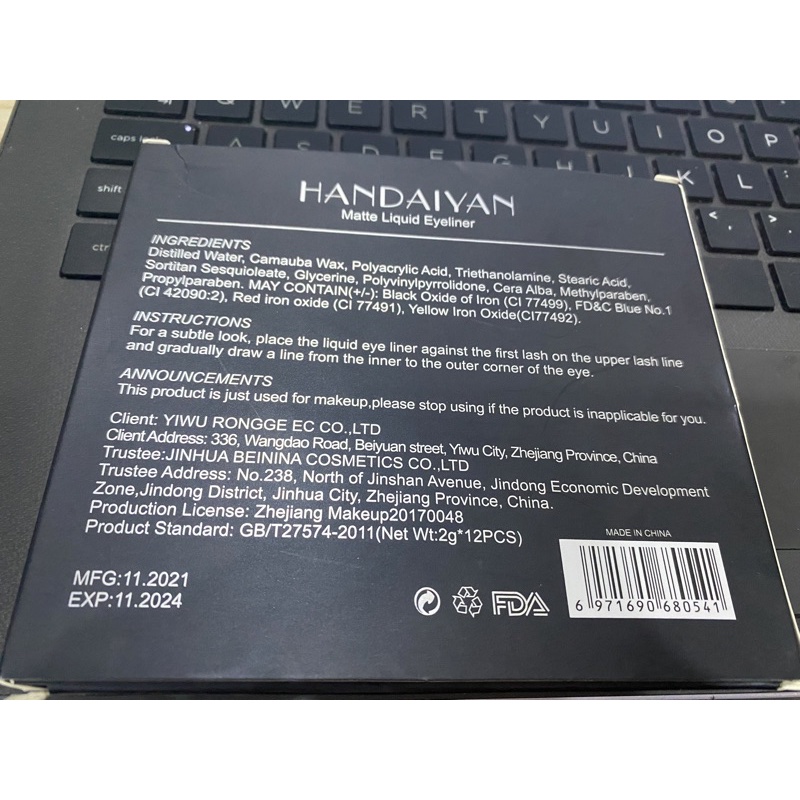 Q W E R T Y U I O P
caps lock A S D F G H K L
shift < , > .
ctr
HANDAIYAN
Matte Liquid Eyeliner
INGREDIENTS
Distilled Water, Carnauba Wax, Polyacrylic Acid, Triethanolamine, Stearic Acid,
Sortitan Sesquioleate, Glycerine, Polyvinylpyrrolidone, Cera Alba, Methylparaben,
Propylparaben. MAY CONTAIN(+/-): Black Oxide of Iron (CI 77499), FD&C Blue No.1
(CI 42090:2), Red iron oxide (CI 77491), Yellow Iron Oxide(CI77492).
INSTRUCTIONS
For a subtle look, place the liquid eye liner against the first lash on the upper lash line
and gradually draw a line from the inner to the outer corner of the eye.
ANNOUNCEMENTS
This product is just used for makeup,please stop using if the product is inapplicable for you.
Client: YIWU RONGGE EC CO.,LTD
Client Address: 336, Wangdao Road, Beiyuan street, Yiwu City, Zhejiang Province, China
Trustee:JINHUA BEININA COSMETICS CO.,LTD
Trustee Address: No.238, North of Jinshan Avenue, Jindong Economic Development
Zone,Jindong District, Jinhua City, Zhejiang Province, China.
Production License: Zhejiang Makeup20170048
Product Standard: GB/T27574-2011(Net Wt:2g*12PCS)
MFG:11.2021
EXP:11.2024
FDA
MADE IN CHINA
6 971690 680541